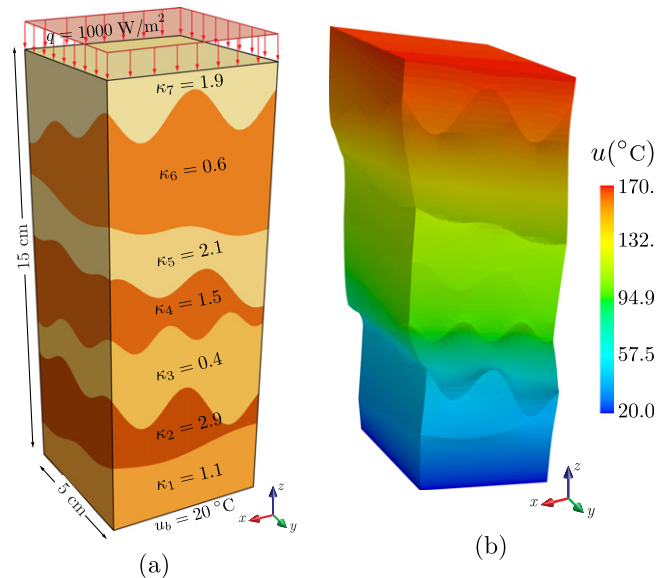 q = 1000 W/m²
κ₇ = 1.9
κ₆ = 0.6
κ₅ = 2.1
κ₄ = 1.5
κ₃ = 0.4
κ₂ = 2.9
κ₁ = 1.1
15 cm
5 cm
u_b = 20 °C
z
x
y
(a)
u(°C)
170.
132.
94.9
57.5
20.0
z
x
y
(b)